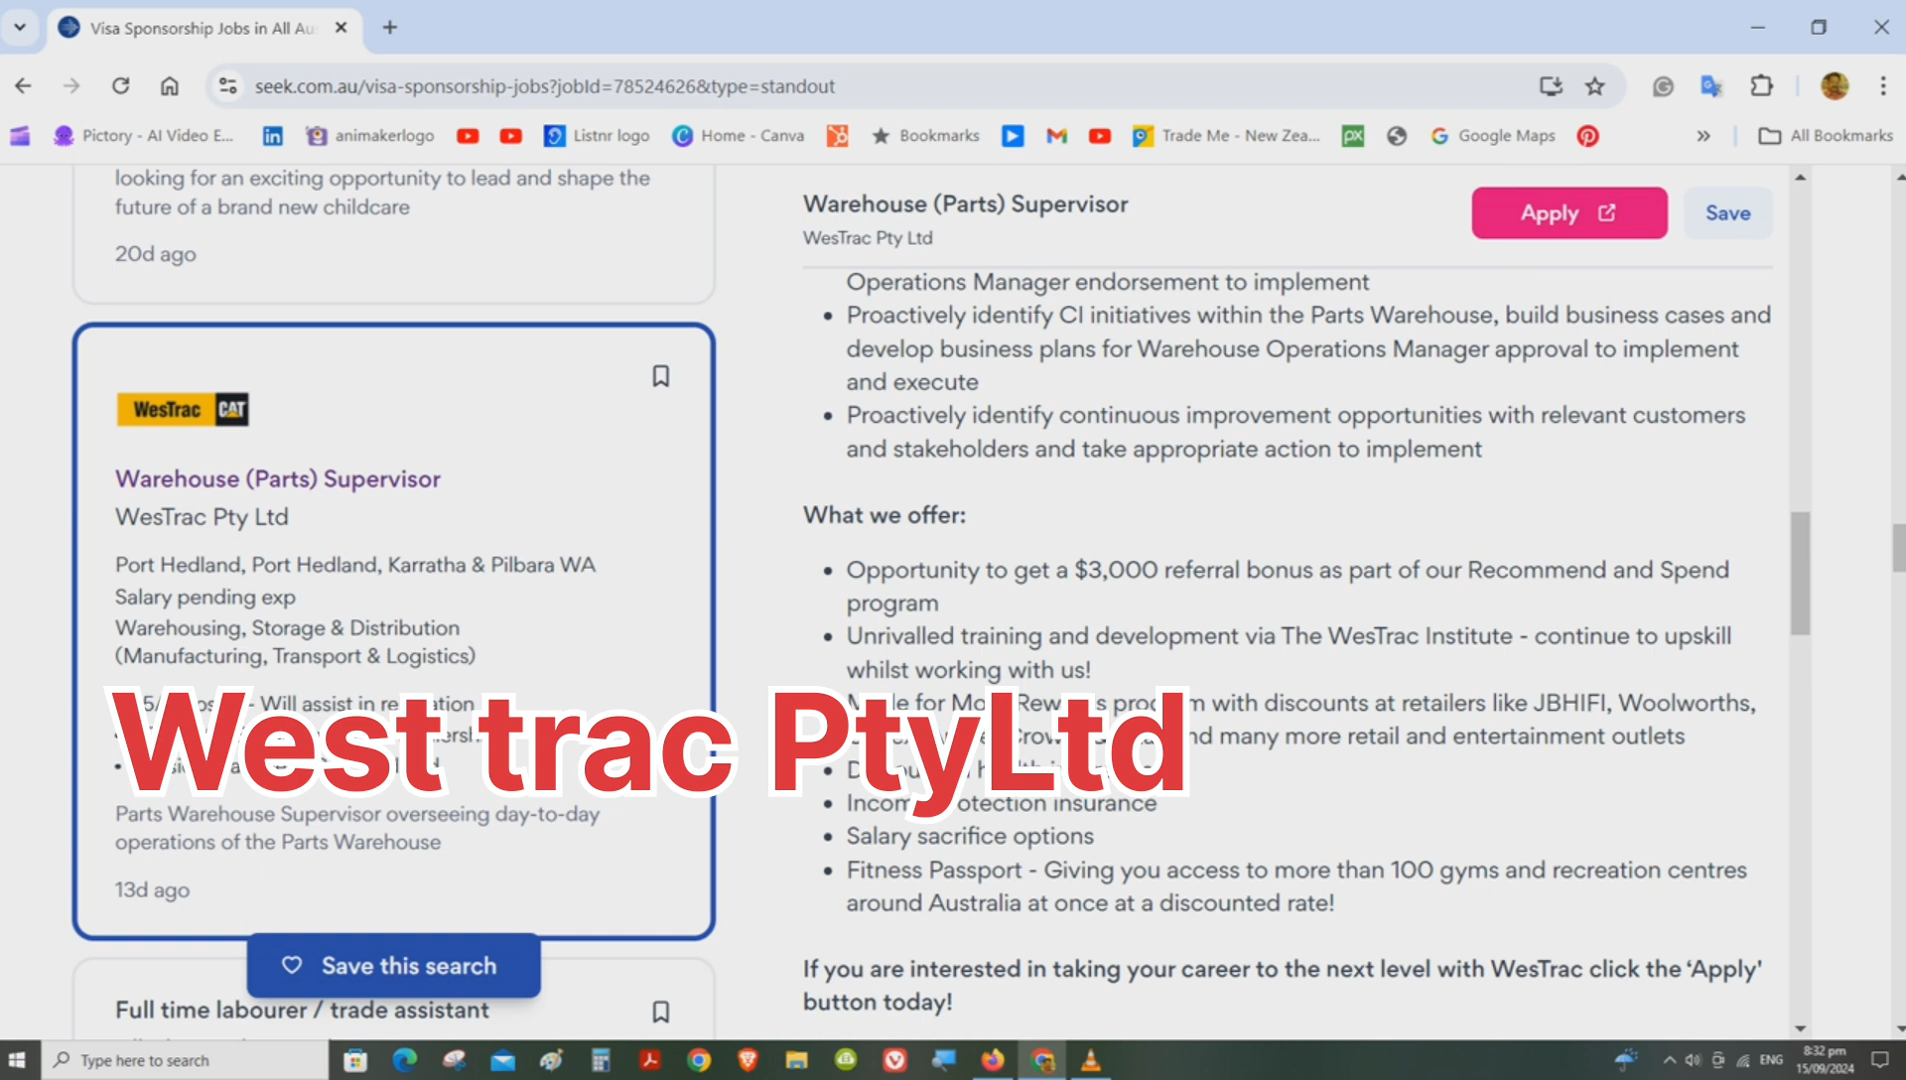 Visa Sponsorship Jobs in All Au
seek.com.au/visa-sponsorship-jobs?jobId=78524626&type=standout
Pictory - AI Video E...
animakerlogo
Listnr logo
Home - Canva
Bookmarks
Trade Me - New Zea...
Google Maps
All Bookmarks
looking for an exciting opportunity to lead and shape the
future of a brand new childcare
20d ago
WesTrac CAT
Warehouse (Parts) Supervisor
WesTrac Pty Ltd
Port Hedland, Port Hedland, Karratha & Pilbara WA
Salary pending exp
Warehousing, Storage & Distribution
(Manufacturing, Transport & Logistics)
- Will assist in
Parts Warehouse Supervisor overseeing day-to-day
operations of the Parts Warehouse
13d ago
Save this search
Full time labourer / trade assistant
Warehouse (Parts) Supervisor
WesTrac Pty Ltd
Apply
Save
Operations Manager endorsement to implement
• Proactively identify CI initiatives within the Parts Warehouse, build business cases and
develop business plans for Warehouse Operations Manager approval to implement
and execute
• Proactively identify continuous improvement opportunities with relevant customers
and stakeholders and take appropriate action to implement
What we offer:
• Opportunity to get a $3,000 referral bonus as part of our Recommend and Spend
program
• Unrivalled training and development via The WesTrac Institute - continue to upskill
whilst working with us!
for with discounts at retailers like JBHIFI, Woolworths,
and many more retail and entertainment outlets
• Income protection insurance
• Salary sacrifice options
• Fitness Passport - Giving you access to more than 100 gyms and recreation centres
around Australia at once at a discounted rate!
If you are interested in taking your career to the next level with WesTrac click the ‘Apply'
button today!
West trac PtyLtd
Type here to search
ENG
8:32 pm
15/09/2024